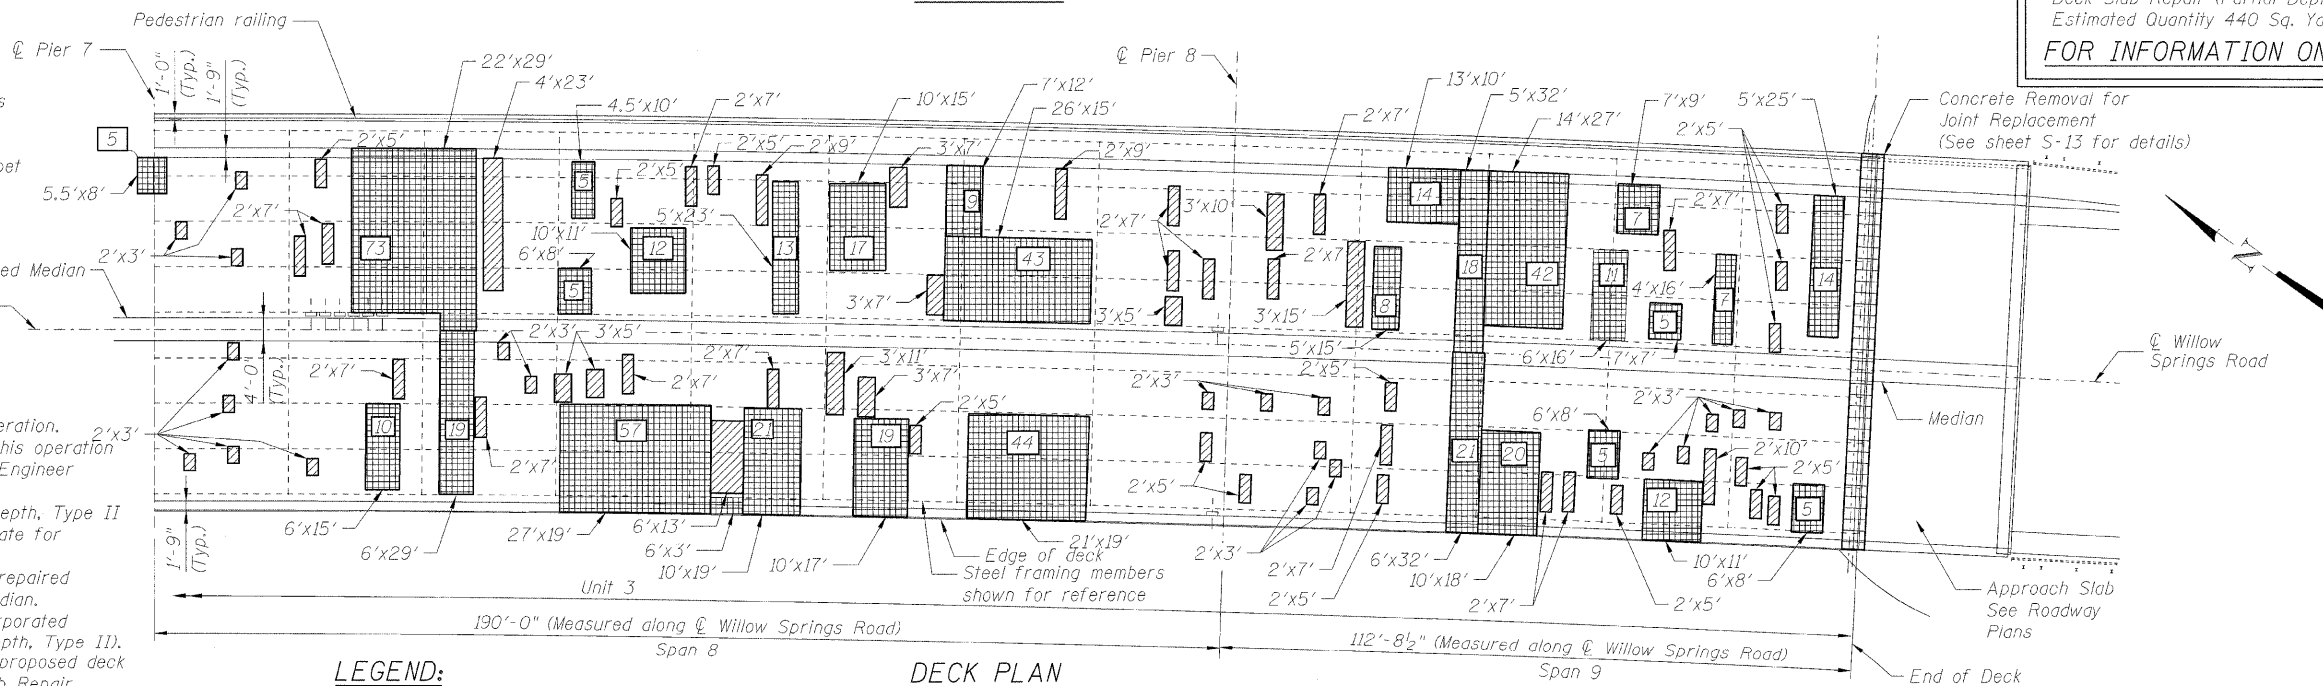 Pedestrian railing
℄ Pier 7
1'-0"
(Typ.)
1'-9"
(Typ.)
22'x29'
4'x23'
4.5'x10'
2'x7'
2'x5'
2'x9'
10'x15'
3'x7'
7'x12'
26'x15'
2'x9'
℄ Pier 8
2'x7'
13'x10'
5'x32'
14'x27'
7'x9'
2'x5'
5'x25'
Estimated Quantity 440 Sq. Ya
FOR INFORMATION ON
Concrete Removal for
Joint Replacement
(See sheet S-13 for details)
5
5.5'x8'
2'x5'
2'x7'
2'x3'
ed Median
73
5
2'x5'
10'x11'
12
6'x8'
5
5'x23'
13
17
9
43
3'x7'
2'x7'
3'x5'
3'x10'
2'x7'
3'x15'
8
5'x15'
14
18
42
7
2'x7'
11
4'x16'
7
5
6'x16'
7'x7'
14
N
℄ Willow
Springs Road
Median
4'-0"
(Typ.)
2'x7'
2'x3'
3'x5'
2'x7'
2'x7'
3'x11'
3'x7'
2'x5'
2'x3'
2'x5'
6'x8'
2'x3'
2'x10'
2'x5'
2'x3'
10
19
57
21
19
44
21
20
5
12
5
2'x7'
eration.
his operation
Engineer
epth, Type II
ate for
repaired
dian.
rporated
epth, Type II).
proposed deck
1'-9"
(Typ.)
6'x15'
6'x29'
27'x19'
6'x13'
6'x3'
10'x19'
10'x17'
21'x19'
Edge of deck
Steel framing members
shown for reference
2'x5'
2'x3'
2'x7'
2'x5'
6'x32'
10'x18'
2'x7'
2'x5'
10'x11'
6'x8'
Approach Slab
See Roadway
Plans
Unit 3
190'-0" (Measured along ℄ Willow Springs Road)
Span 8
112'-8½" (Measured along ℄ Willow Springs Road)
Span 9
End of Deck
LEGEND:
DECK PLAN